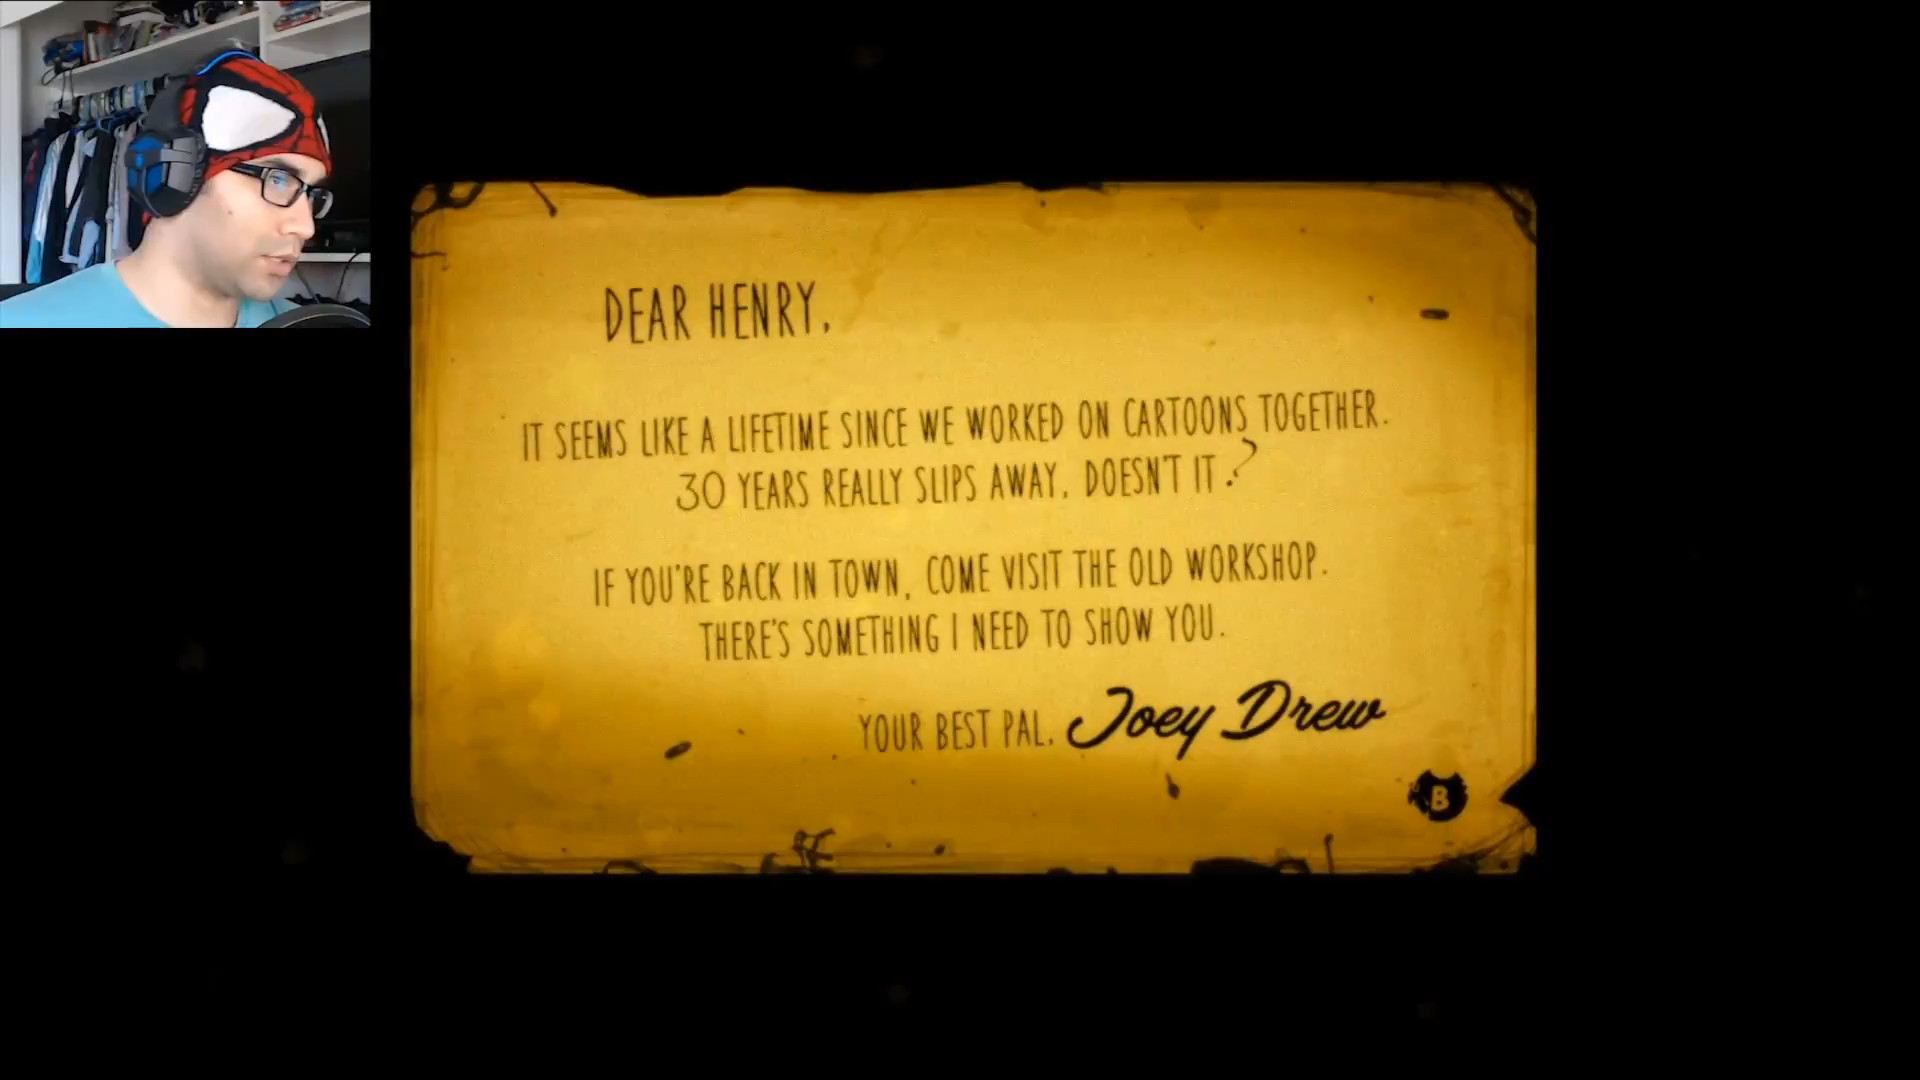 DEAR HENRY,
IT SEEMS LIKE A LIFETIME SINCE WE WORKED ON CARTOONS TOGETHER.
30 YEARS REALLY SLIPS AWAY, DOESN'T IT?
IF YOU'RE BACK IN TOWN, COME VISIT THE OLD WORKSHOP.
THERE'S SOMETHING I NEED TO SHOW YOU.
YOUR BEST PAL, Joey Drew
B